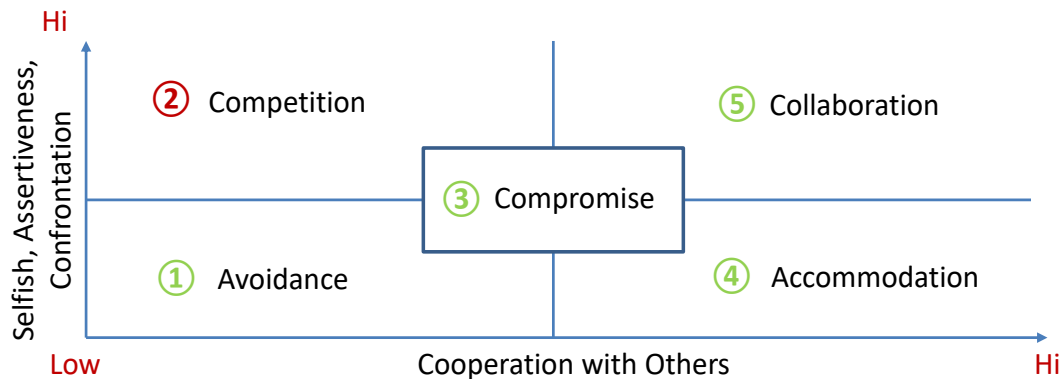 Hi
Selfish, Assertiveness,
Confrontation
② Competition
⑤ Collaboration
③ Compromise
① Avoidance
④ Accommodation
Low
Cooperation with Others
Hi